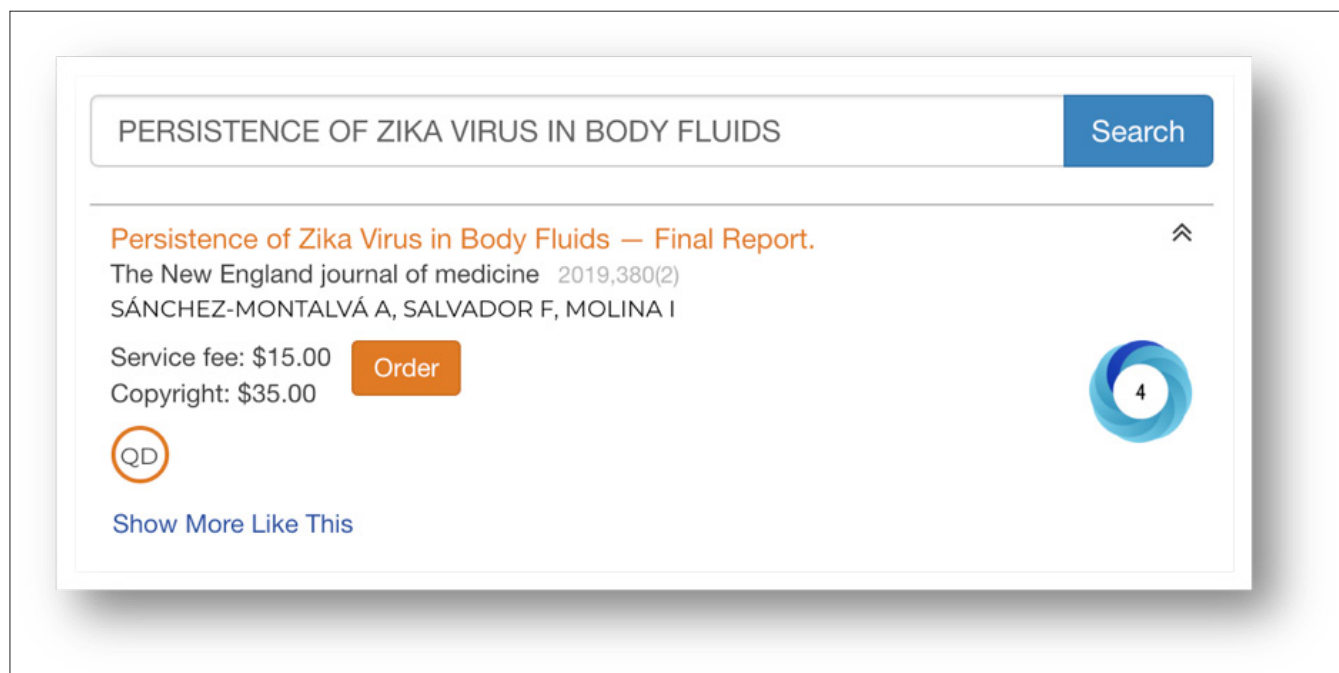 PERSISTENCE OF ZIKA VIRUS IN BODY FLUIDS Search
Persistence of Zika Virus in Body Fluids — Final Report.
The New England journal of medicine 2019,380(2)
SÁNCHEZ-MONTALVÁ A, SALVADOR F, MOLINA I
Service fee: $15.00
Order
Copyright: $35.00
4
QD
Show More Like This